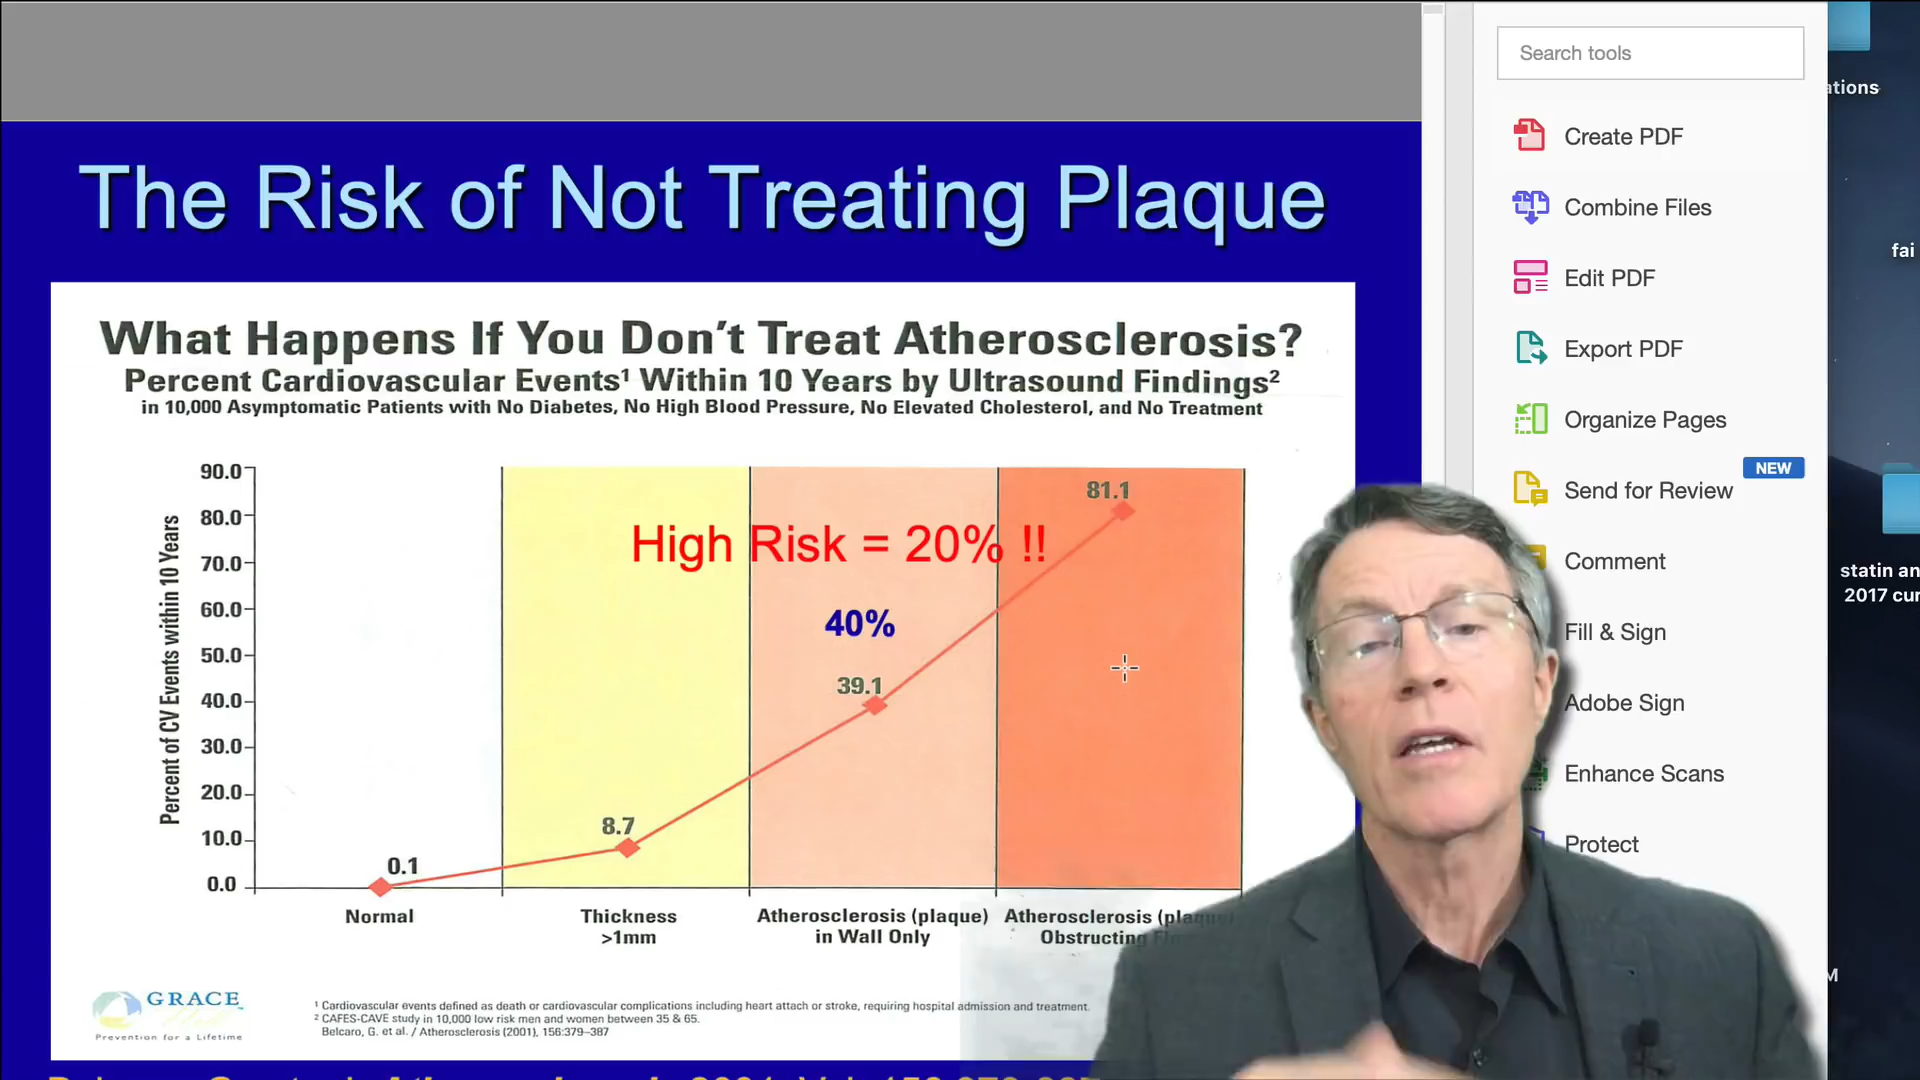 The Risk of Not Treating Plaque
What Happens If You Don't Treat Atherosclerosis?
Percent Cardiovascular Events¹ Within 10 Years by Ultrasound Findings²
in 10,000 Asymptomatic Patients with No Diabetes, No High Blood Pressure, No Elevated Cholesterol, and No Treatment
Percent of CV Events within 10 Years
90.0
80.0
70.0
60.0
50.0
40.0
30.0
20.0
10.0
0.0
High Risk = 20% !!
40%
0.1
8.7
39.1
81.1
Normal
Thickness
>1mm
Atherosclerosis (plaque)
in Wall Only
Atherosclerosis (plaque)
Obstructing
GRACE
Prevention for a Lifetime
¹ Cardiovascular events defined as death or cardiovascular complications including heart attach or stroke, requiring hospital admission and treatment.
² CAFES-CAVE study in 10,000 low risk men and women between 35 & 65.
Belcaro, G. et al. / Atherosclerosis (2001), 156:379–387
Search tools
Create PDF
Combine Files
Edit PDF
Export PDF
Organize Pages
NEW
Send for Review
Comment
Fill & Sign
Adobe Sign
Enhance Scans
Protect
ations
fai
statin an
2017 cur
M